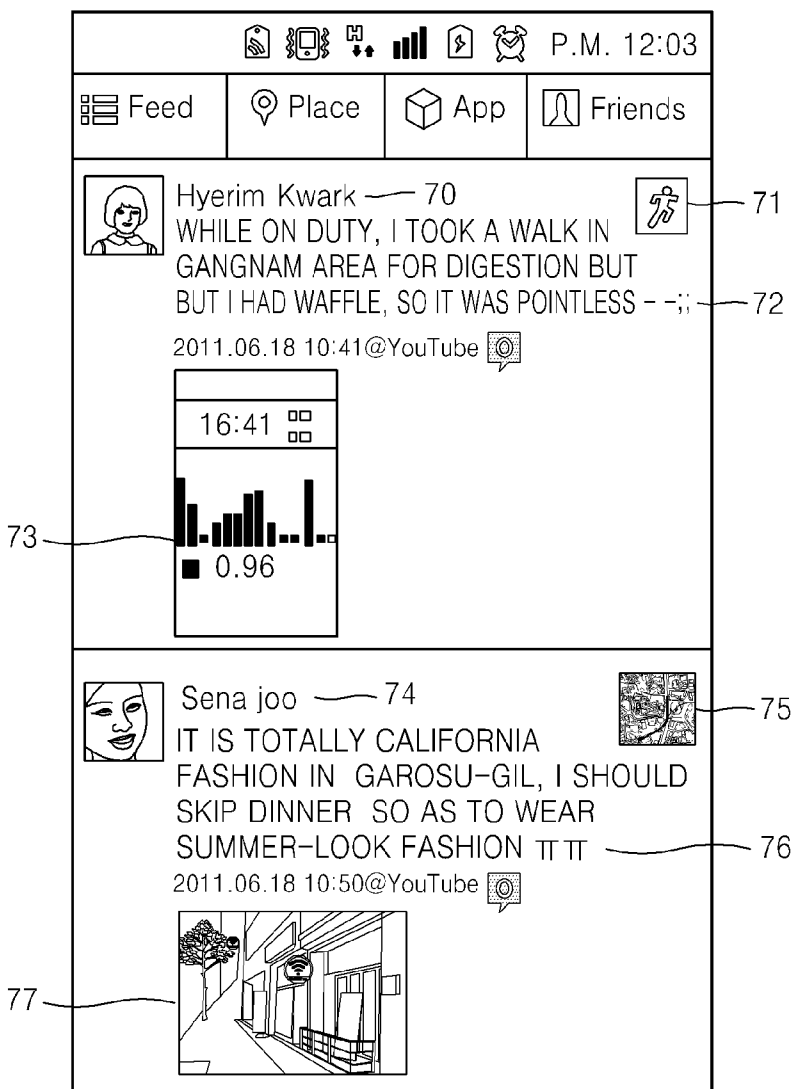 P.M. 12:03
Feed Place App Friends
Hyerim Kwark 70
71
WHILE ON DUTY, I TOOK A WALK IN
GANGNAM AREA FOR DIGESTION BUT
BUT I HAD WAFFLE, SO IT WAS POINTLESS - -;; 72
2011.06.18 10:41@YouTube
16:41
73
0.96
Sena joo 74
75
IT IS TOTALLY CALIFORNIA
FASHION IN GAROSU-GIL, I SHOULD
SKIP DINNER SO AS TO WEAR
SUMMER-LOOK FASHION ㅠㅠ 76
2011.06.18 10:50@YouTube
77